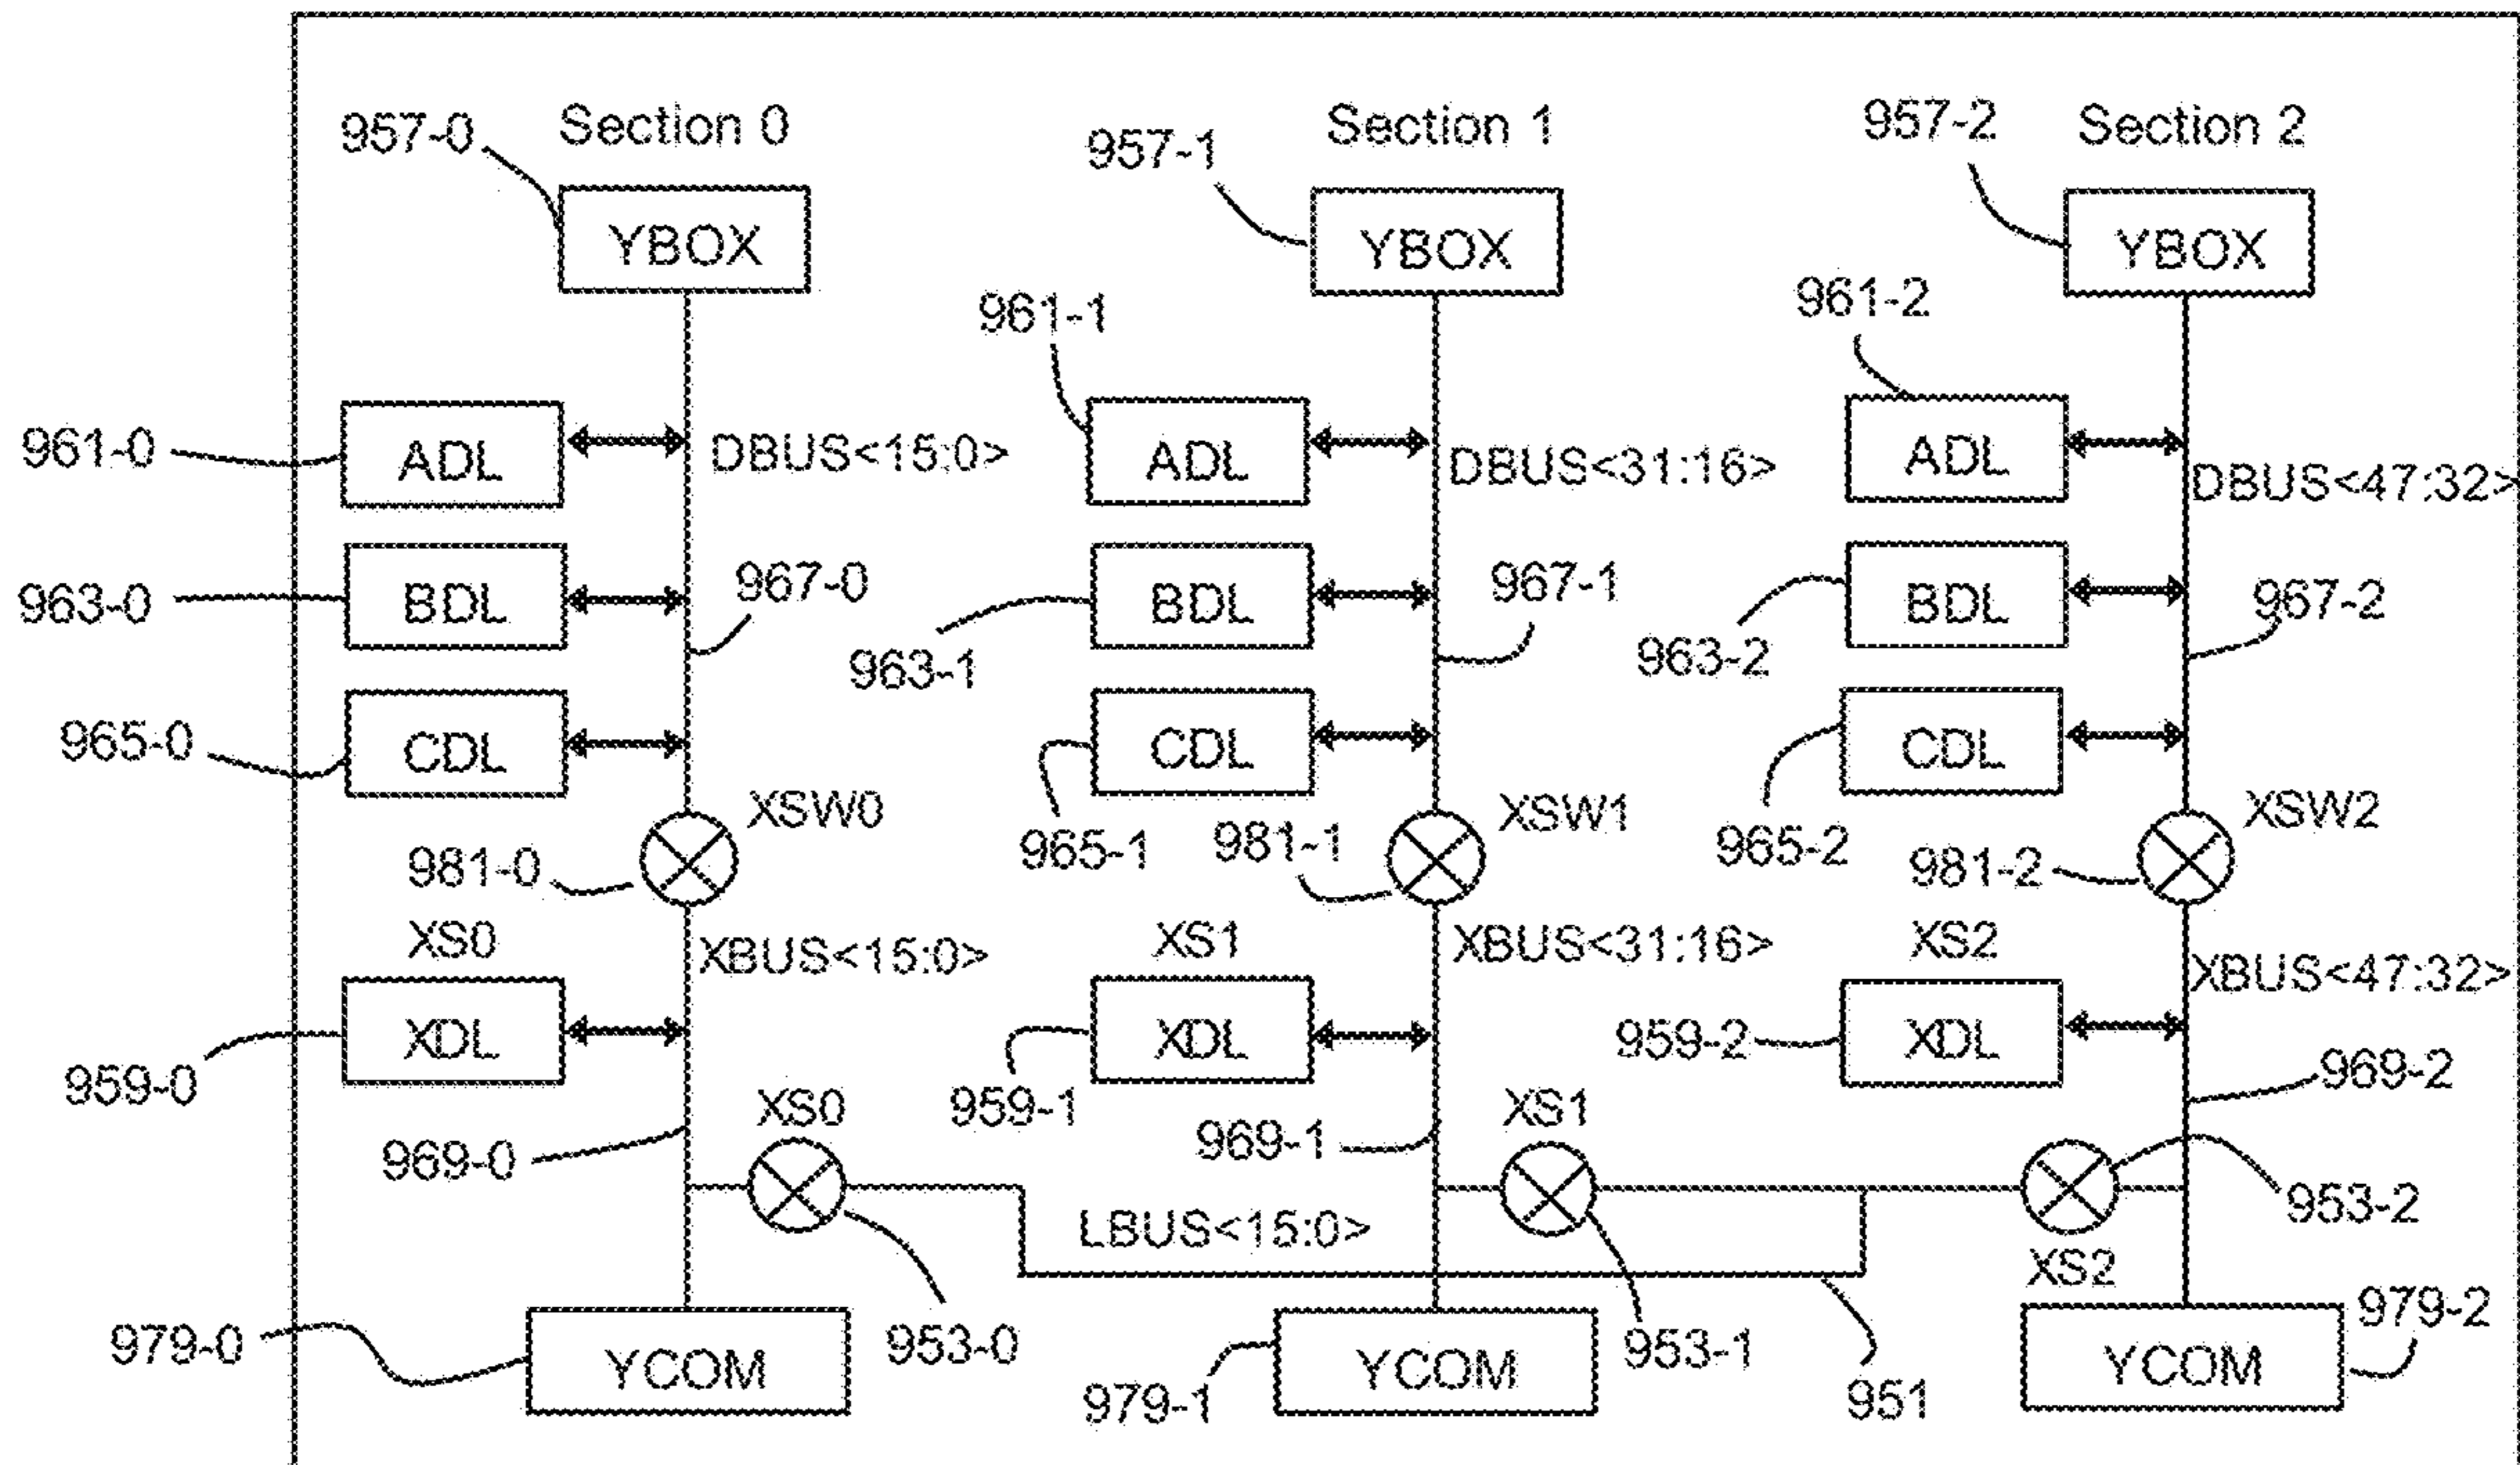 957-0 Section 0 957-1 Section 1 957-2 Section 2
YBOX YBOX YBOX
961-1 961-2
961-0 ADL DBUS<15:0> ADL DBUS<31:16> ADL DBUS<47:32>
963-0 BDL 967-0 963-1 BDL 967-1 963-2 BDL 967-2
965-0 CDL CDL CDL
981-0 XSW0 965-1 981-1 XSW1 965-2 981-2 XSW2
XS0 XBUS<15:0> XS1 XBUS<31:16> XS2 XBUS<47:32>
959-0 XDL 959-1 XDL 959-2 XDL
969-0 XS0 969-1 XS1 969-2
LBUS<15:0> 953-2
XS2
979-0 YCOM 953-0 979-1 YCOM 953-1 951 YCOM 979-2